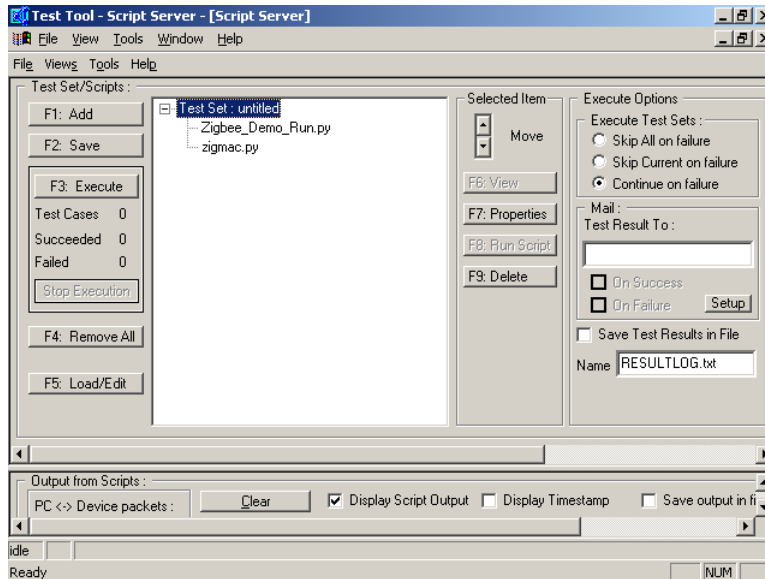 Test Tool - Script Server - [Script Server]
File View Tools Window Help
File Views Tools Help
Test Set/Scripts :
F1: Add
F2: Save
F3: Execute
Test Cases 0
Succeeded 0
Failed 0
Stop Execution
F4: Remove All
F5: Load/Edit
Test Set : untitled
Zigbee_Demo_Run.py
zigmac.py
Selected Item
Move
F6: View
F7: Properties
F8: Run Script
F9: Delete
Execute Options
Execute Test Sets :
Skip All on failure
Skip Current on failure
Continue on failure
Mail :
Test Result To :
On Success
On Failure
Setup
Save Test Results in File
Name RESULTLOG.txt
Output from Scripts :
PC <-> Device packets :
Clear
Display Script Output
Display Timestamp
Save output in fi
idle
Ready
NUM